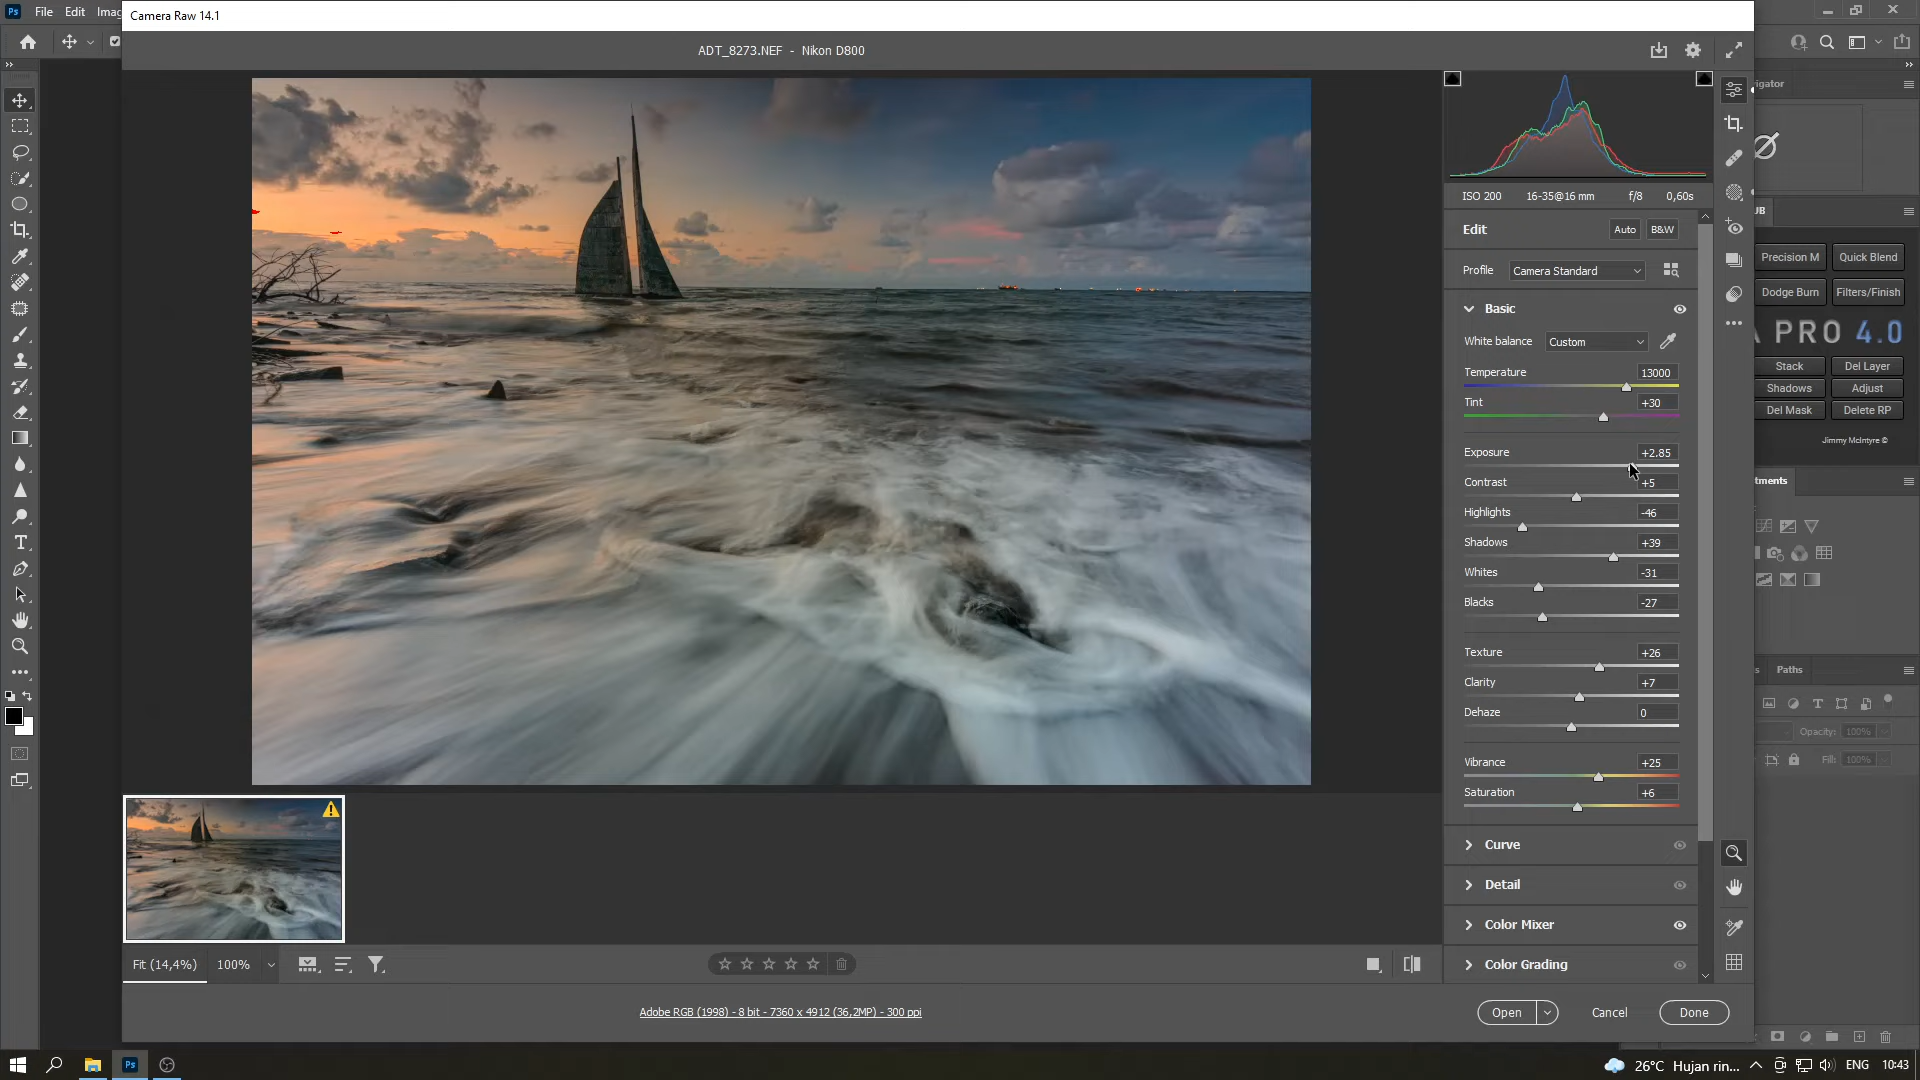 Ps File Edit Imag
Camera Raw 14.1
ADT_8273.NEF - Nikon D800
ISO 200 16-35@16 mm f/8 0,60s
Edit Auto B&W
Profile Camera Standard
Basic
White balance Custom
Temperature 13000
Tint +30
Exposure +2.85
Contrast +5
Highlights -46
Shadows +39
Whites -31
Blacks -27
Texture +26
Clarity +7
Dehaze 0
Vibrance +25
Saturation +6
Curve
Detail
Color Mixer
Color Grading
Fit (14,4%) 100%
Adobe RGB (1998) - 8 bit - 7360 x 4912 (36,2MP) - 300 ppi
Open Cancel Done
igator
UB
Precision M Quick Blend
Dodge Burn Filters/Finish
A PRO 4.0
Stack Del Layer
Shadows Adjust
Del Mask Delete RP
Jimmy McIntyre ©
tments
s Paths
Opacity: 100%
Fill: 100%
Ps 26°C Hujan rin... ENG 10:43